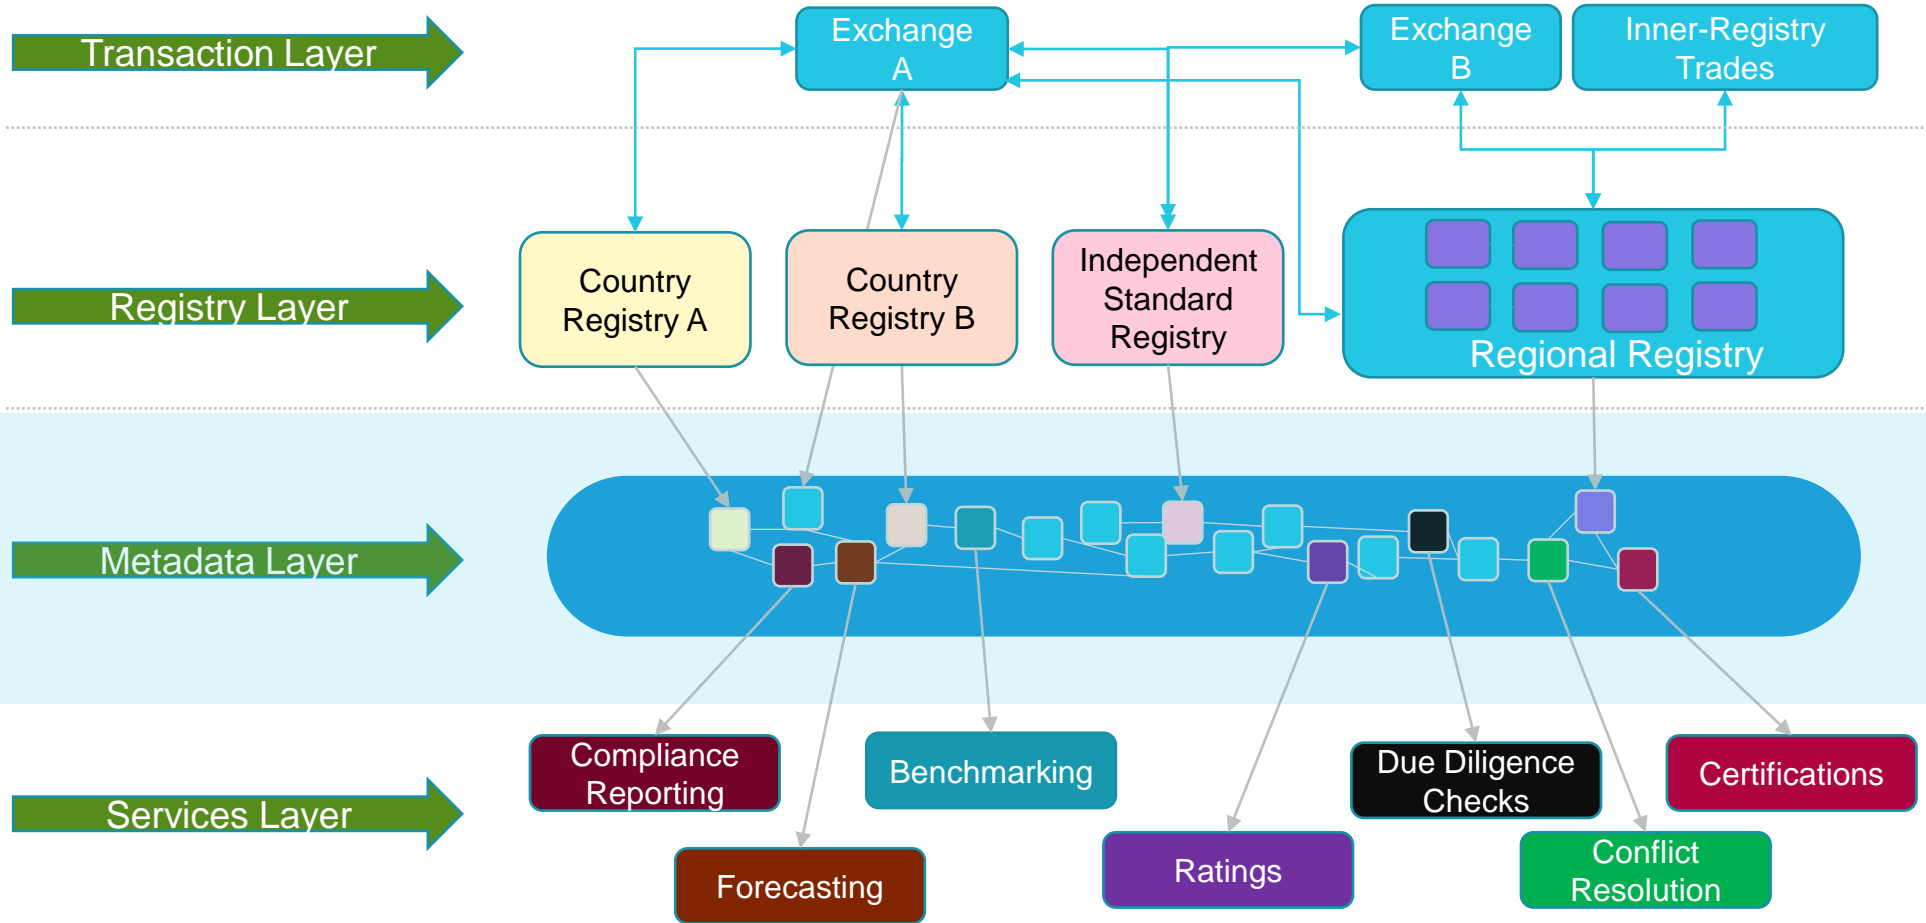 Transaction Layer
Exchange
A
Exchange
B
Inner-Registry
Trades
Registry Layer
Country
Registry A
Country
Registry B
Independent
Standard
Registry
Regional Registry
Metadata Layer
Services Layer
Compliance
Reporting
Benchmarking
Due Diligence
Checks
Certifications
Forecasting
Ratings
Conflict
Resolution